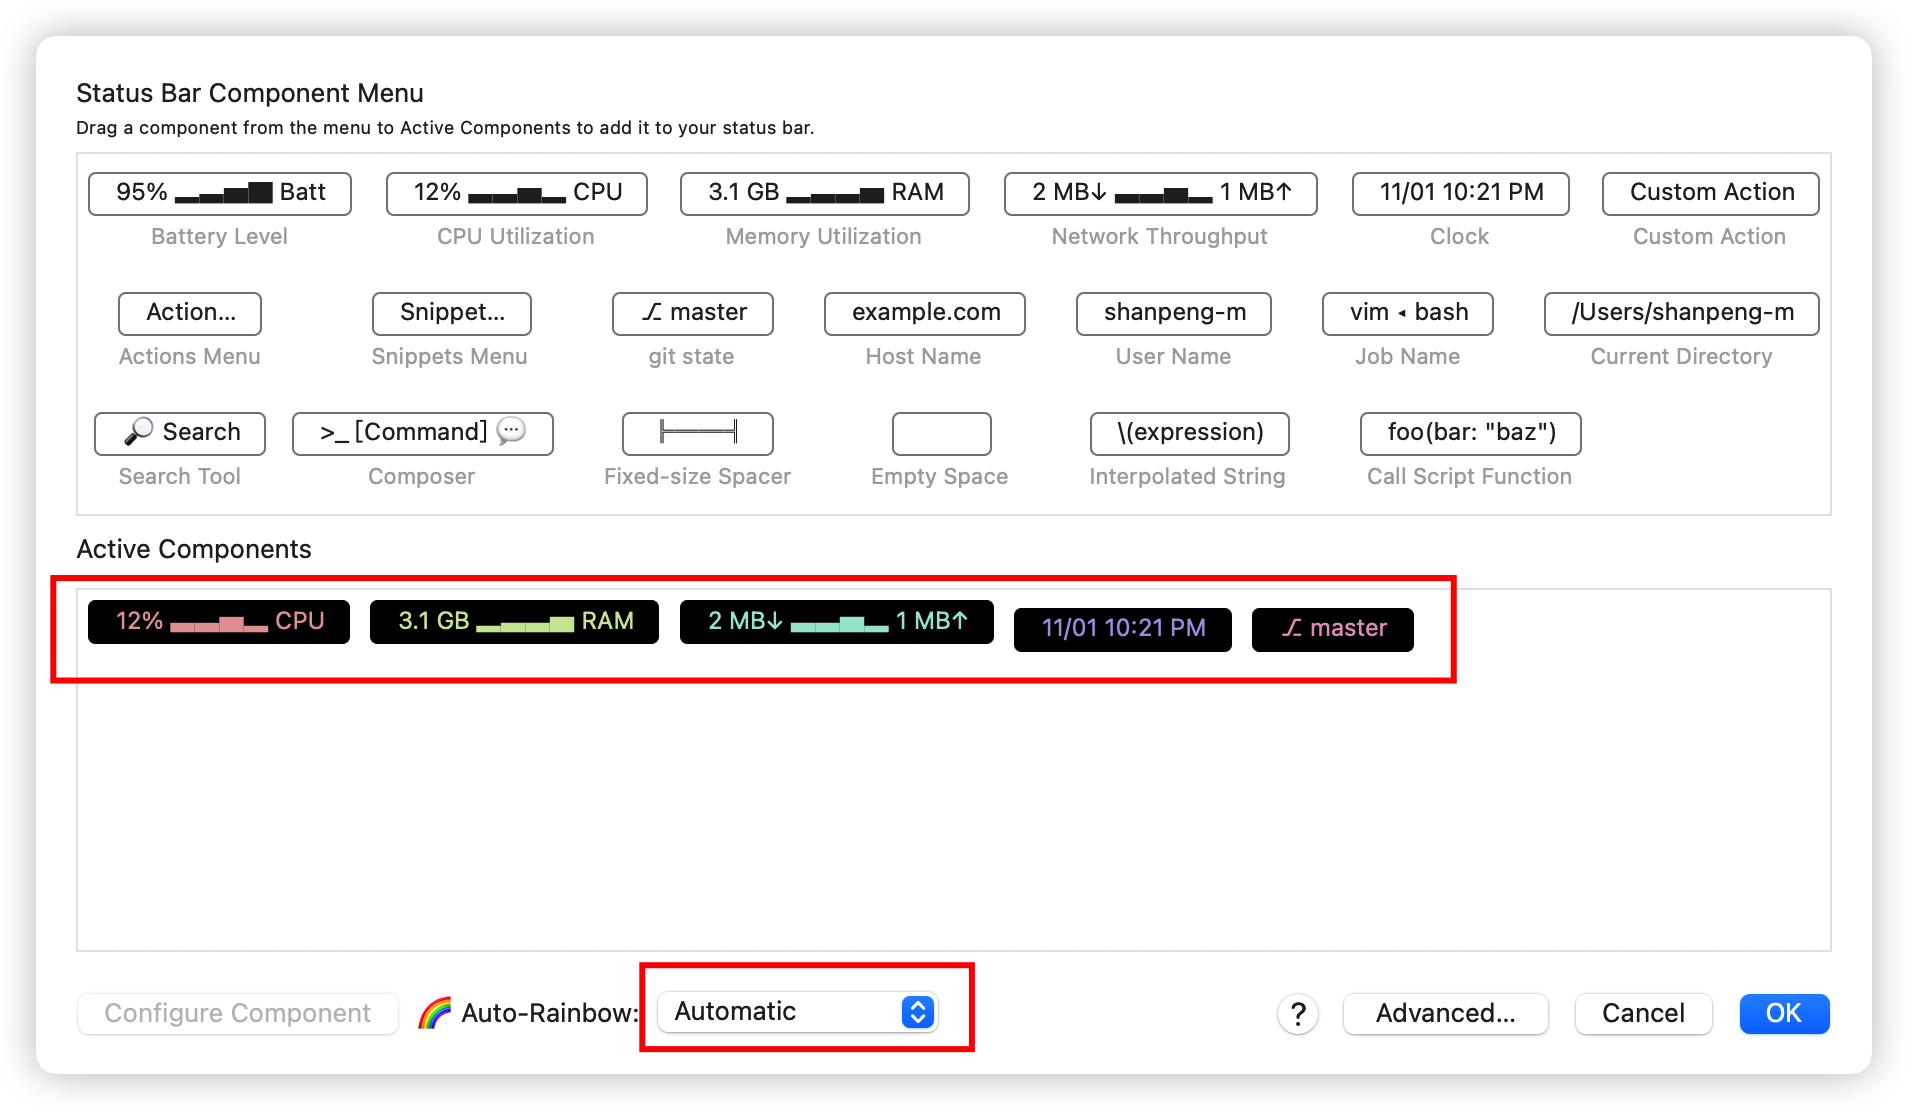 Status Bar Component Menu
Drag a component from the menu to Active Components to add it to your status bar.
95% ▂▃▅▇ Batt
12% ▃▃▅▂ CPU
3.1 GB ▂▃▃▅ RAM
2 MB↓ ▃▃▅▂ 1 MB↑
11/01 10:21 PM
Custom Action
Battery Level
CPU Utilization
Memory Utilization
Network Throughput
Clock
Custom Action
Action...
Snippet...
⎇ master
example.com
shanpeng-m
vim ◂ bash
/Users/shanpeng-m
Actions Menu
Snippets Menu
git state
Host Name
User Name
Job Name
Current Directory
🔎 Search
>_ [Command] 💬
╞════╡
\(expression)
foo(bar: "baz")
Search Tool
Composer
Fixed-size Spacer
Empty Space
Interpolated String
Call Script Function
Active Components
12% ▃▃▅▂ CPU
3.1 GB ▂▃▃▅ RAM
2 MB↓ ▃▃▅▂ 1 MB↑
11/01 10:21 PM
⎇ master
Configure Component
🌈 Auto-Rainbow:
Automatic
?
Advanced...
Cancel
OK